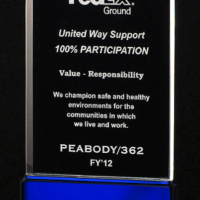 FedEx.
Ground
United Way Support
100% PARTICIPATION
Value - Responsibility
We champion safe and healthy
environments for the
communities in which
we live and work.
PEABODY/362
FY'12